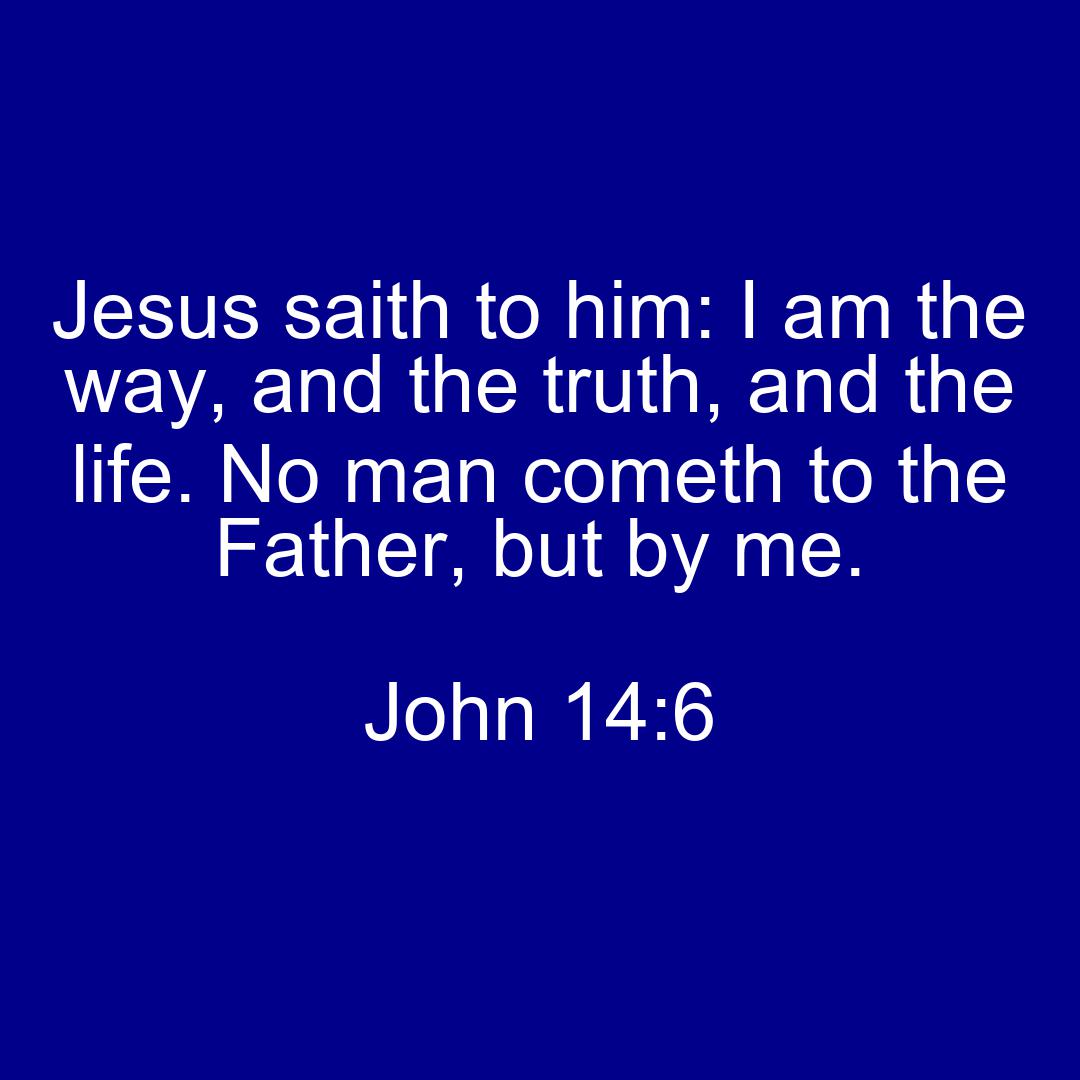 Jesus saith to him: I am the
way, and the truth, and the
life. No man cometh to the
Father, but by me.
John 14:6